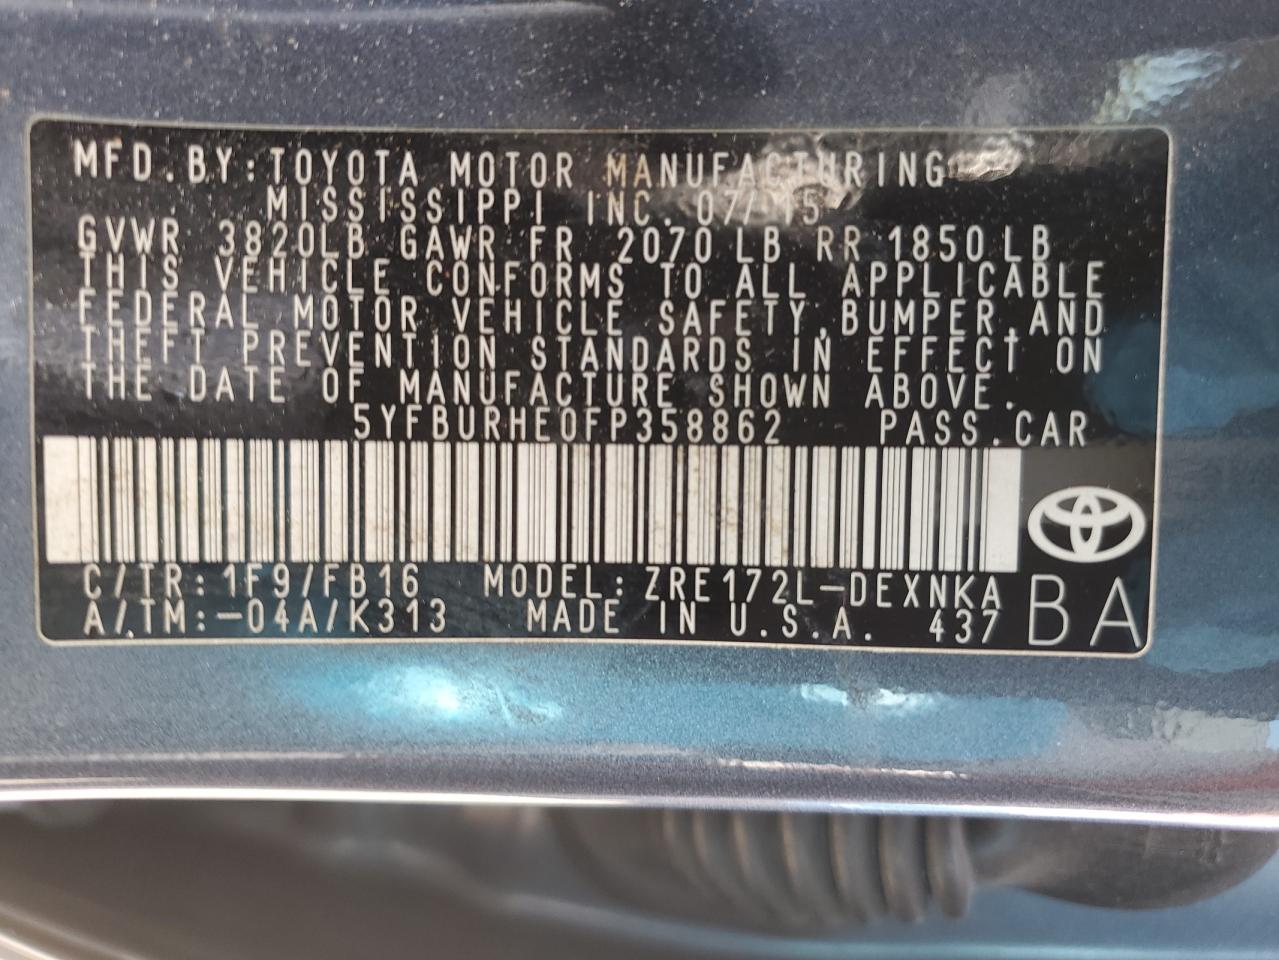 MFD.BY:TOYOTA MOTOR MANUFACTURING
MISSISSIPPI INC. 07/15
GVWR 3820LB GAWR FR 2070 LB RR 1850 LB
THIS VEHICLE CONFORMS TO ALL APPLICABLE
FEDERAL MOTOR VEHICLE SAFETY,BUMPER,AND
THEFT PREVENTION STANDARDS IN EFFECT ON
THE DATE OF MANUFACTURE SHOWN ABOVE.
5YFBURHE0FP358862 PASS.CAR
C/TR:1F9/FB16 MODEL:ZRE172L-DEXNKA
A/TM:-04A/K313 MADE IN U.S.A. 437 BA